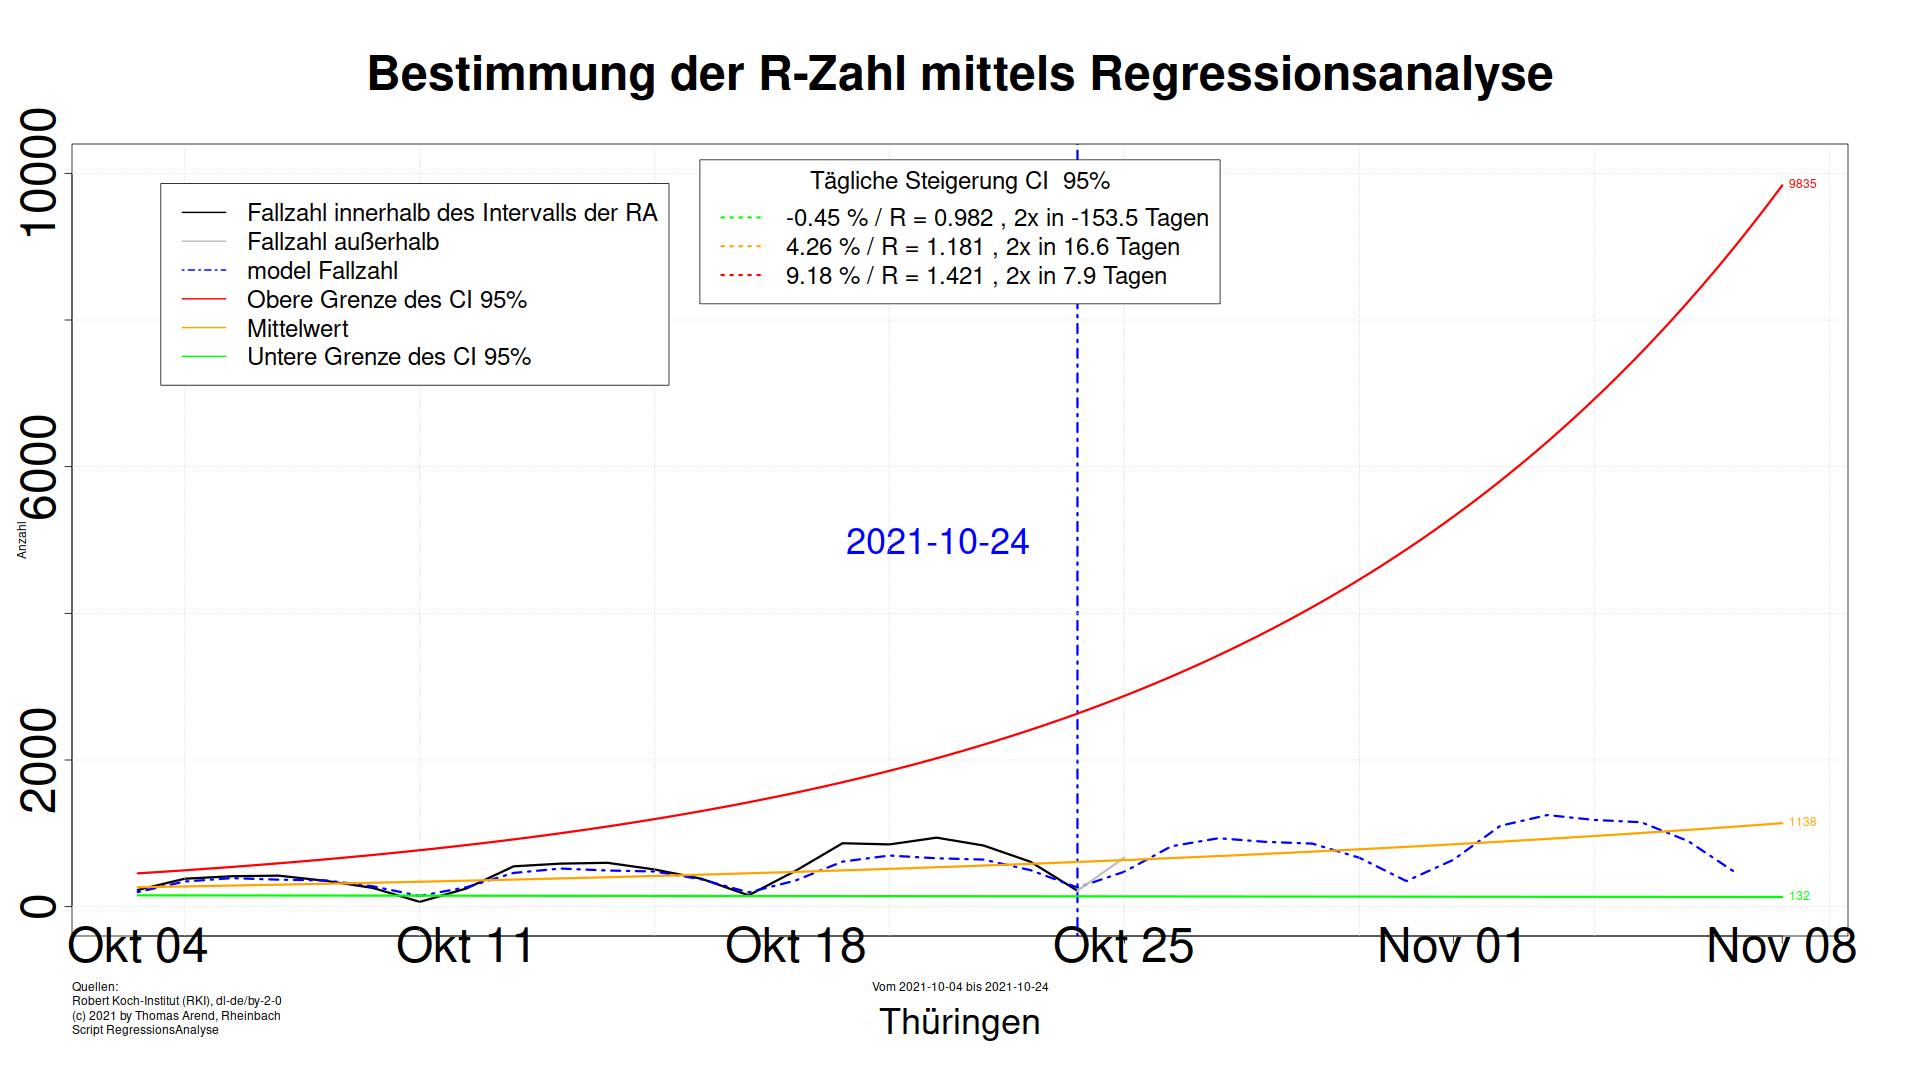 Bestimmung der R-Zahl mittels Regressionsanalyse
Anzahl
10000
6000
2000
0
Fallzahl innerhalb des Intervalls der RA
Fallzahl außerhalb
model Fallzahl
Obere Grenze des CI 95%
Mittelwert
Untere Grenze des CI 95%
Tägliche Steigerung CI 95%
-0.45 % / R = 0.982 , 2x in -153.5 Tagen
4.26 % / R = 1.181 , 2x in 16.6 Tagen
9.18 % / R = 1.421 , 2x in 7.9 Tagen
9835
2021-10-24
1138
132
Okt 04 Okt 11 Okt 18 Okt 25 Nov 01 Nov 08
Quellen:
Robert Koch-Institut (RKI), dl-de/by-2-0
(c) 2021 by Thomas Arend, Rheinbach
Script RegressionsAnalyse
Vom 2021-10-04 bis 2021-10-24
Thüringen